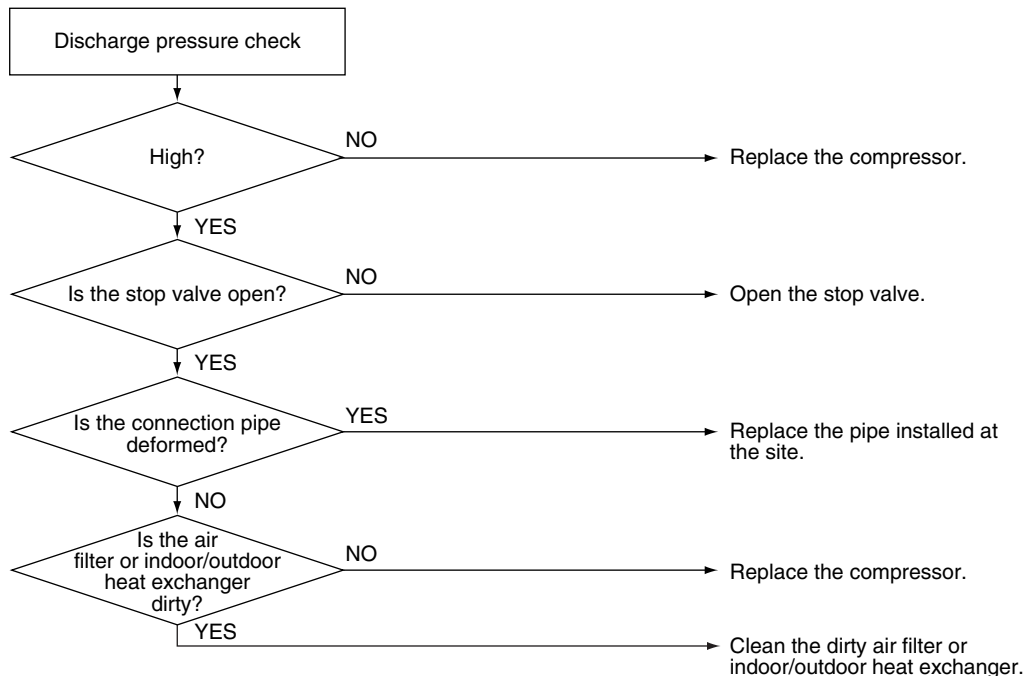 Discharge pressure check
High?
NO
Replace the compressor.
YES
Is the stop valve open?
NO
Open the stop valve.
YES
Is the connection pipe
deformed?
YES
Replace the pipe installed at
the site.
NO
Is the air
filter or indoor/outdoor
heat exchanger
dirty?
NO
Replace the compressor.
YES
Clean the dirty air filter or
indoor/outdoor heat exchanger.